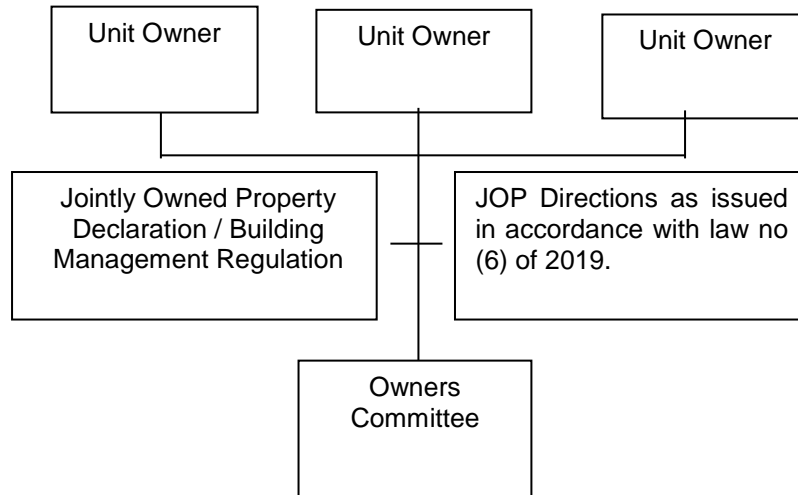 Unit Owner
Unit Owner
Unit Owner
Jointly Owned Property
Declaration / Building
Management Regulation
JOP Directions as issued
in accordance with law no
(6) of 2019.
Owners
Committee